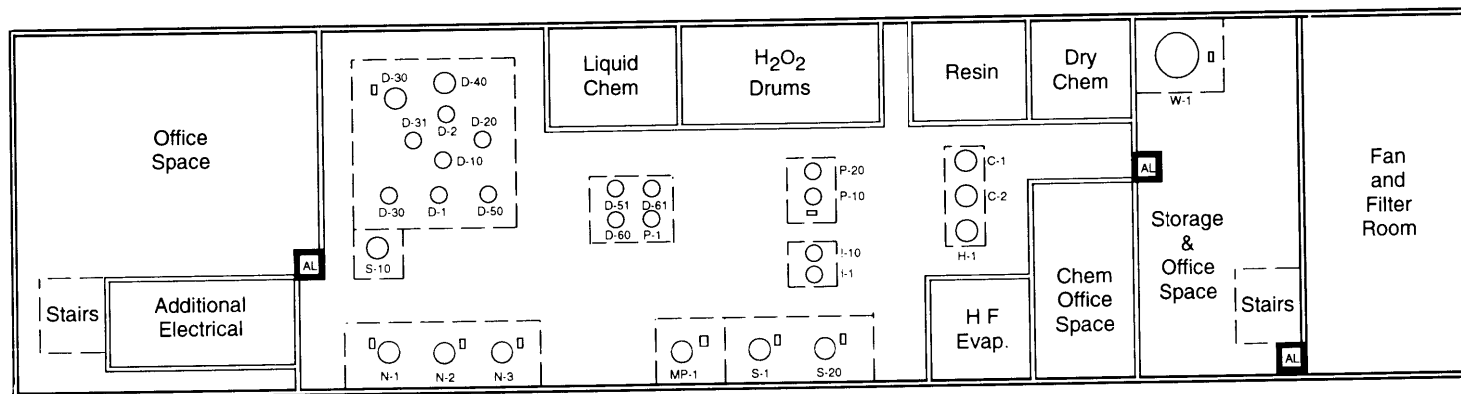 Office
Space
D-30
D-40
D-31
D-2
D-20
D-10
D-30
D-1
D-50
S-10
AL
Stairs
Additional
Electrical
N-1
N-2
N-3
Liquid
Chem
H₂O₂
Drums
D-51
D-61
D-60
P-1
P-20
P-10
I-10
I-1
MP-1
S-1
S-20
Resin
Dry
Chem
C-1
C-2
H-1
H F
Evap.
Chem
Office
Space
W-1
AL
Storage
&
Office
Space
Stairs
AL
Fan
and
Filter
Room